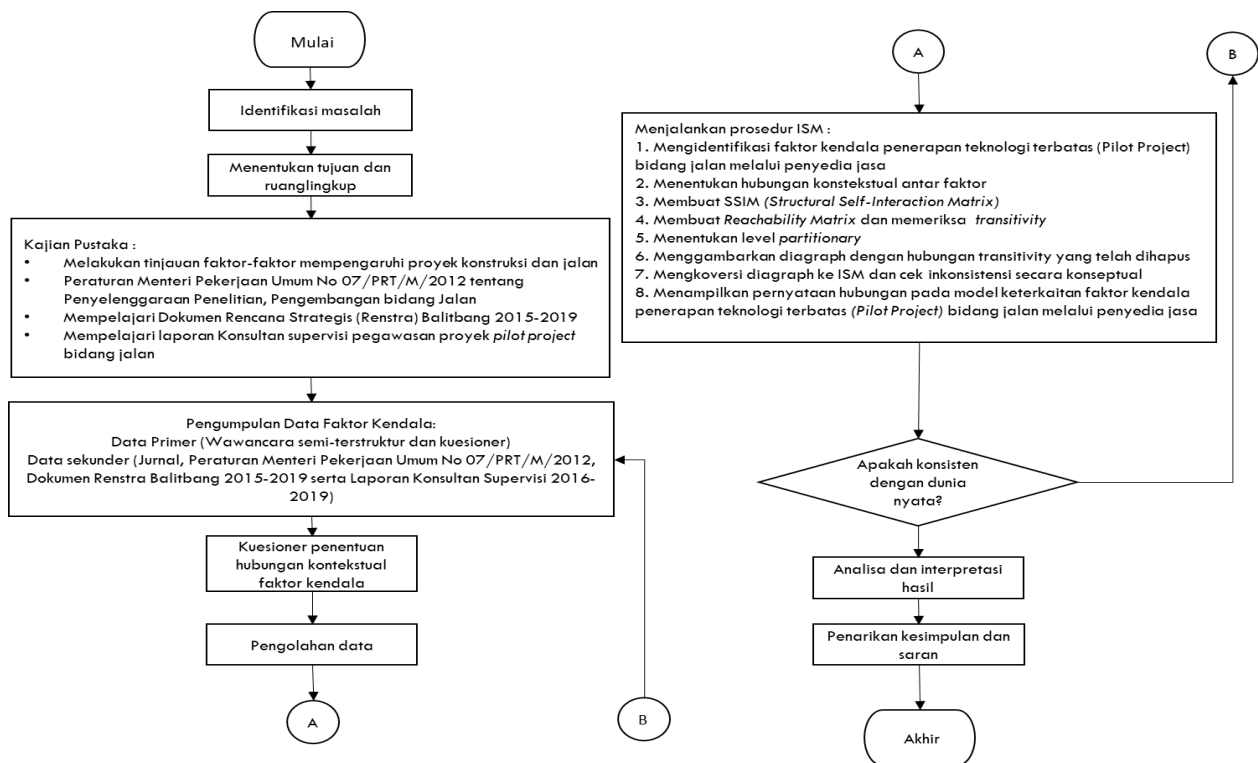 Mulai
Identifikasi masalah
Menentukan tujuan dan
ruanglingkup
Kajian Pustaka :
• Melakukan tinjauan faktor-faktor mempengaruhi proyek konstruksi dan jalan
• Peraturan Menteri Pekerjaan Umum No 07/PRT/M/2012 tentang
Penyelenggaraan Penelitian, Pengembangan bidang Jalan
• Mempelajari Dokumen Rencana Strategis (Renstra) Balitbang 2015-2019
• Mempelajari laporan Konsultan supervisi pegawasan proyek pilot project
bidang jalan
Pengumpulan Data Faktor Kendala:
Data Primer (Wawancara semi-terstruktur dan kuesioner)
Data sekunder (Jurnal, Peraturan Menteri Pekerjaan Umum No 07/PRT/M/2012,
Dokumen Renstra Balitbang 2015-2019 serta Laporan Konsultan Supervisi 2016-
2019)
Kuesioner penentuan
hubungan kontekstual
faktor kendala
Pengolahan data
A
B
A
B
Menjalankan prosedur ISM :
1. Mengidentifikasi faktor kendala penerapan teknologi terbatas (Pilot Project)
bidang jalan melalui penyedia jasa
2. Menentukan hubungan konstekstual antar faktor
3. Membuat SSIM (Structural Self-Interaction Matrix)
4. Membuat Reachability Matrix dan memeriksa transitivity
5. Menentukan level partitionary
6. Menggambarkan diagraph dengan hubungan transitivity yang telah dihapus
7. Mengkoversi diagraph ke ISM dan cek inkonsistensi secara konseptual
8. Menampilkan pernyataan hubungan pada model keterkaitan faktor kendala
penerapan teknologi terbatas (Pilot Project) bidang jalan melalui penyedia jasa
Apakah konsisten
dengan dunia
nyata?
Analisa dan interpretasi
hasil
Penarikan kesimpulan dan
saran
Akhir